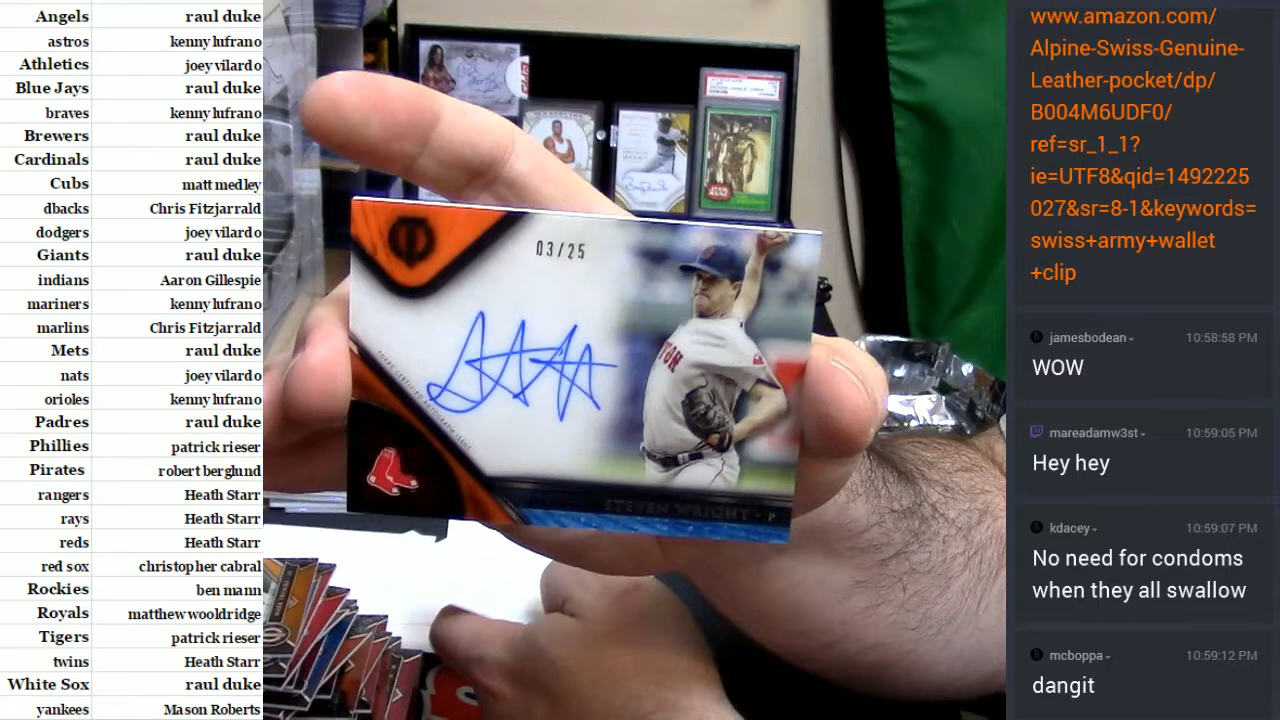 Angels raul duke
astros kenny lufrano
Athletics joey vilardo
Blue Jays raul duke
braves kenny lufrano
Brewers raul duke
Cardinals raul duke
Cubs matt medley
dbacks Chris Fitzjarrald
dodgers joey vilardo
Giants raul duke
indians Aaron Gillespie
mariners kenny lufrano
marlins Chris Fitzjarrald
Mets raul duke
nats joey vilardo
orioles kenny lufrano
Padres raul duke
Phillies patrick rieser
Pirates robert berglund
rangers Heath Starr
rays Heath Starr
reds Heath Starr
red sox christopher cabral
Rockies ben mann
Royals matthew wooldridge
Tigers patrick rieser
twins Heath Starr
White Sox raul duke
yankees Mason Roberts
03/25
TOPPS CERTIFIED AUTOGRAPH ISSUE
STEVEN WRIGHT - P
STAR WARS
www.amazon.com/
Alpine-Swiss-Genuine-
Leather-pocket/dp/
B004M6UDF0/
ref=sr_1_1?
ie=UTF8&qid=1492225
027&sr=8-1&keywords=
swiss+army+wallet
+clip
jamesbodean 10:58:58 PM
WOW
mareadamw3st 10:59:05 PM
Hey hey
kdacey 10:59:07 PM
No need for condoms
when they all swallow
mcboppa 10:59:12 PM
dangit